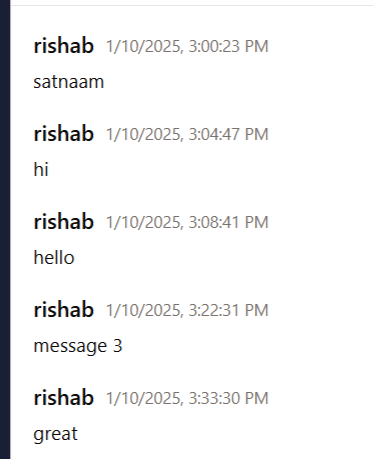 rishab 1/10/2025, 3:00:23 PM
satnaam
rishab 1/10/2025, 3:04:47 PM
hi
rishab 1/10/2025, 3:08:41 PM
hello
rishab 1/10/2025, 3:22:31 PM
message 3
rishab 1/10/2025, 3:33:30 PM
great